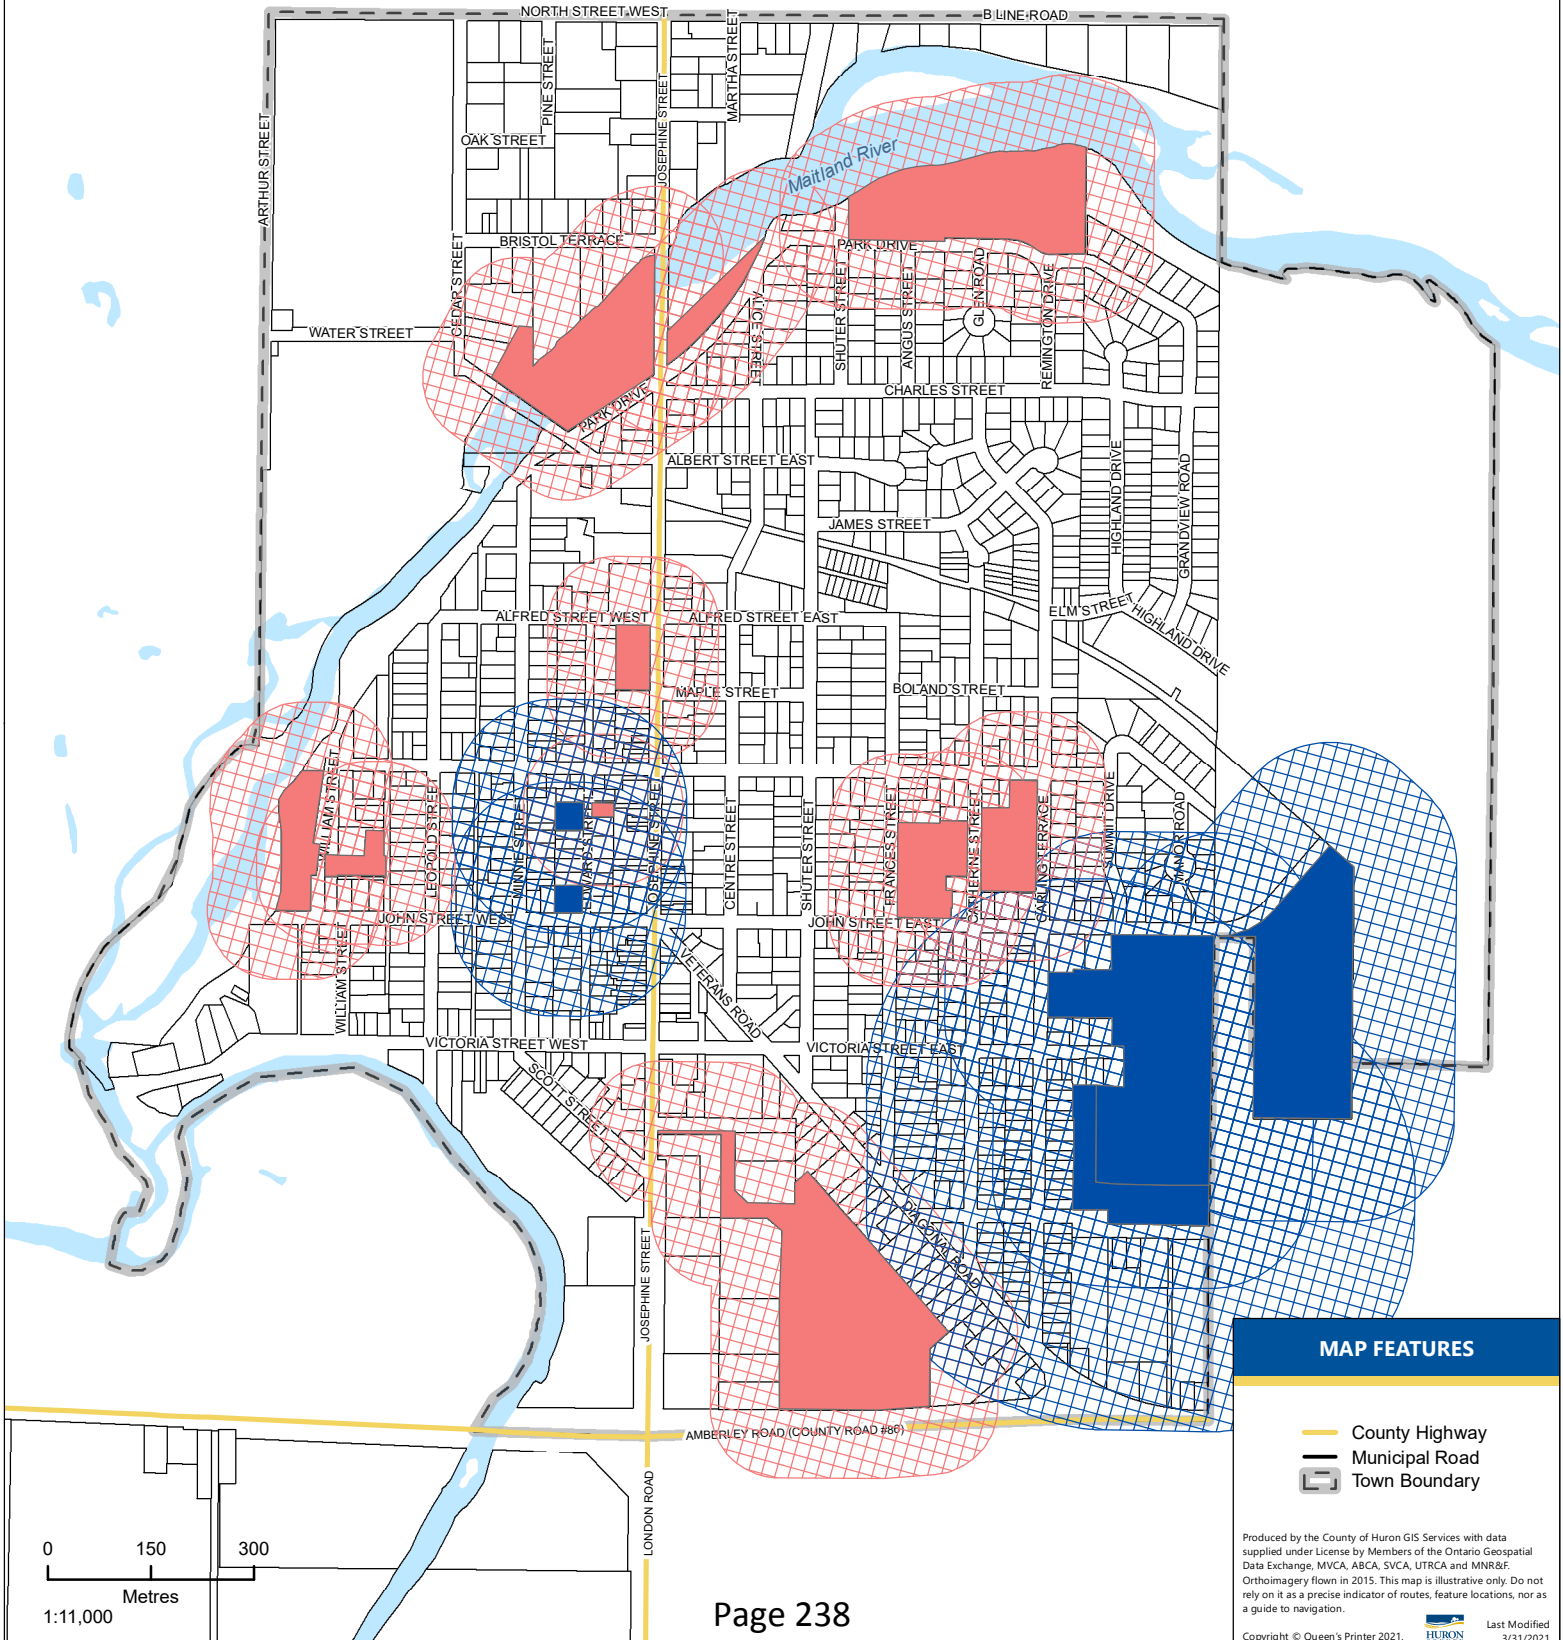 NORTH STREET WEST
B LINE ROAD
MARTHA STREET
PINE STREET
JOSEPHINE STREET
OAK STREET
ARTHUR STREET
Maitland River
BRISTOL TERRACE
PARK DRIVE
CEDAR STREET
GLEN ROAD
SHUTER STREET
ANGUS STREET
REMINGTON DRIVE
ALICE STREET
WATER STREET
CHARLES STREET
PARK DRIVE
ALBERT STREET EAST
HIGHLAND DRIVE
GRANDVIEW ROAD
JAMES STREET
ELM STREET
HIGHLAND DRIVE
ALFRED STREET WEST
ALFRED STREET EAST
MAPLE STREET
BOLAND STREET
WILLIAM STREET
LEOPOLD STREET
MINNIE STREET
EDWARD STREET
JOSEPHINE STREET
CENTRE STREET
SHUTER STREET
FRANCES STREET
CATHERINE STREET
CARLING TERRACE
SUMMIT DRIVE
MANOR ROAD
JOHN STREET WEST
JOHN STREET EAST
WILLIAM STREET
VETERANS ROAD
VICTORIA STREET WEST
VICTORIA STREET EAST
SCOTT STREET
DIAGONAL ROAD
JOSEPHINE STREET
AMBERLEY ROAD (COUNTY ROAD #86)
LONDON ROAD
MAP FEATURES
County Highway
Municipal Road
Town Boundary
Produced by the County of Huron GIS Services with data
supplied under License by Members of the Ontario Geospatial
Data Exchange, MVCA, ABCA, SVCA, UTRCA and MNR&F.
Orthoimagery flown in 2015. This map is illustrative only. Do not
rely on it as a precise indicator of routes, feature locations, nor as
a guide to navigation.
Copyright © Queen's Printer 2021.
HURON
Last Modified
3/31/2021
0 150 300
Metres
1:11,000
Page 238